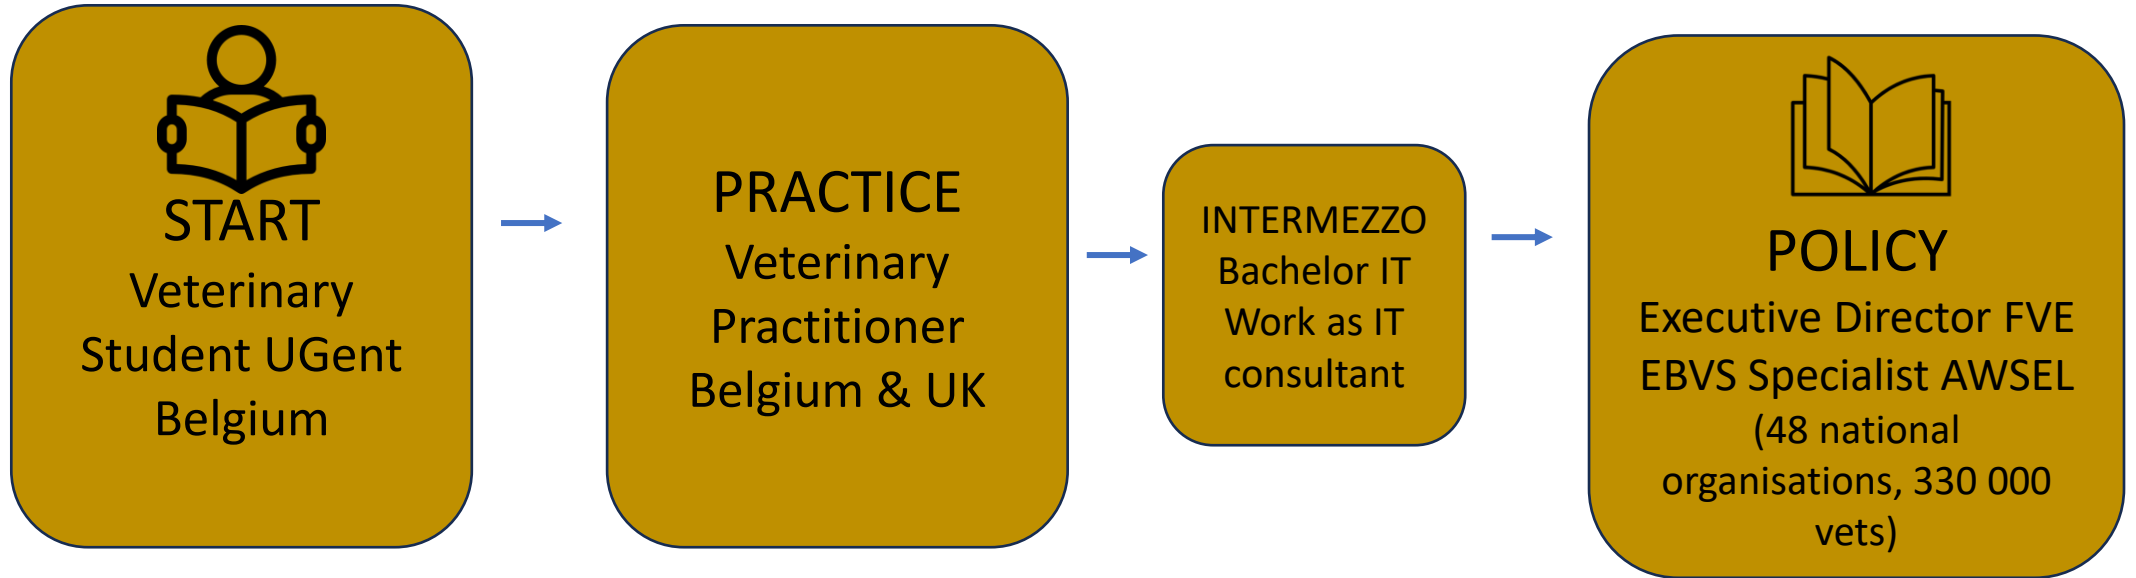 START
Veterinary
Student UGent
Belgium
PRACTICE
Veterinary
Practitioner
Belgium & UK
INTERMEZZO
Bachelor IT
Work as IT
consultant
POLICY
Executive Director FVE
EBVS Specialist AWSEL
(48 national
organisations, 330 000
vets)